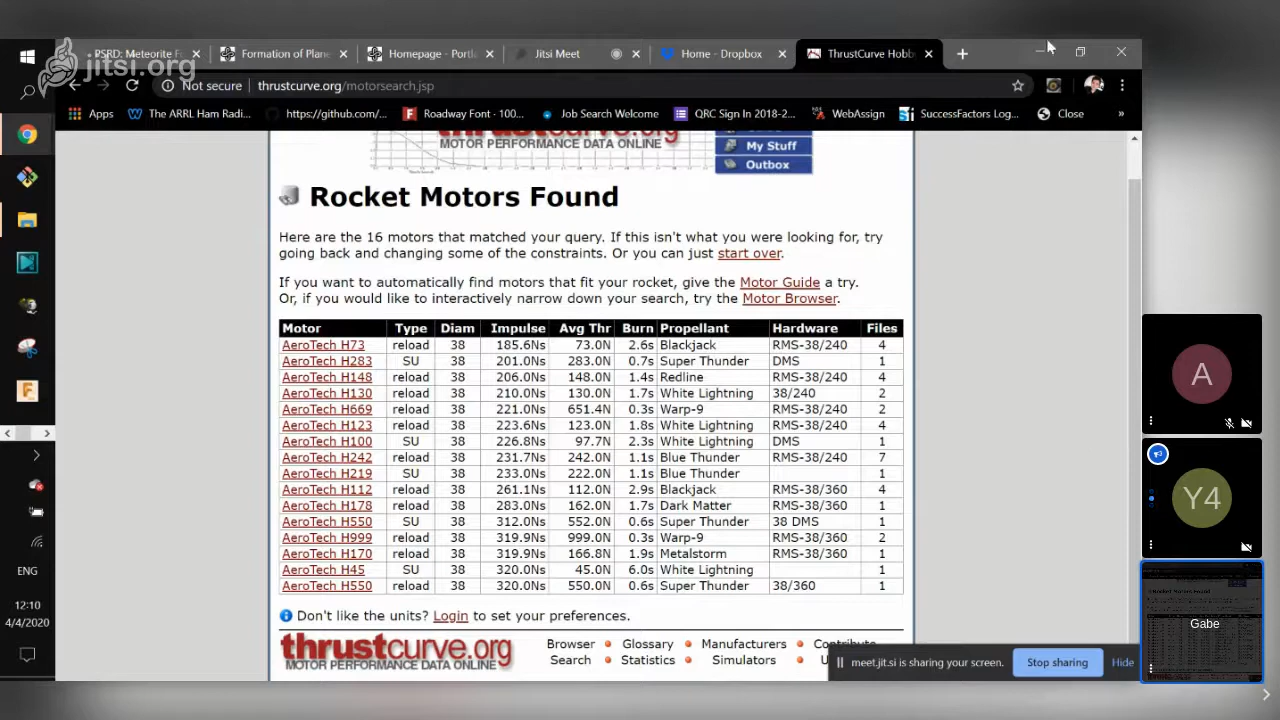 jitsi.org
PSRD: Meteorite F
Formation of Plane
Homepage - Portla
Jitsi Meet
Home - Dropbox
ThrustCurve Hobb
Not secure
thrustcurve.org/motorsearch.jsp
Apps
The ARRL Ham Radi...
https://github.com/...
Roadway Font · 100...
Job Search Welcome
QRC Sign In 2018-2...
WebAssign
SuccessFactors Log...
Close
»
thrustcurve.org
MOTOR PERFORMANCE DATA ONLINE
My Stuff
Outbox
Rocket Motors Found
Here are the 16 motors that matched your query. If this isn't what you were looking for, try
going back and changing some of the constraints. Or you can just start over.
If you want to automatically find motors that fit your rocket, give the Motor Guide a try.
Or, if you would like to interactively narrow down your search, try the Motor Browser.
Motor Type Diam Impulse Avg Thr Burn Propellant Hardware Files
AeroTech H73 reload 38 185.6Ns 73.0N 2.6s Blackjack RMS-38/240 4
AeroTech H283 SU 38 201.0Ns 283.0N 0.7s Super Thunder DMS 1
AeroTech H148 reload 38 206.0Ns 148.0N 1.4s Redline RMS-38/240 4
AeroTech H130 reload 38 210.0Ns 130.0N 1.7s White Lightning 38/240 2
AeroTech H669 reload 38 221.0Ns 651.4N 0.3s Warp-9 RMS-38/240 2
AeroTech H123 reload 38 223.6Ns 123.0N 1.8s White Lightning RMS-38/240 4
AeroTech H100 SU 38 226.8Ns 97.7N 2.3s White Lightning DMS 1
AeroTech H242 reload 38 231.7Ns 242.0N 1.1s Blue Thunder RMS-38/240 7
AeroTech H219 SU 38 233.0Ns 222.0N 1.1s Blue Thunder 1
AeroTech H112 reload 38 261.1Ns 112.0N 2.9s Blackjack RMS-38/360 4
AeroTech H178 reload 38 283.0Ns 162.0N 1.7s Dark Matter RMS-38/360 1
AeroTech H550 SU 38 312.0Ns 552.0N 0.6s Super Thunder 38 DMS 1
AeroTech H999 reload 38 319.9Ns 999.0N 0.3s Warp-9 RMS-38/360 2
AeroTech H170 reload 38 319.9Ns 166.8N 1.9s Metalstorm RMS-38/360 1
AeroTech H45 SU 38 320.0Ns 45.0N 6.0s White Lightning 1
AeroTech H550 reload 38 320.0Ns 550.0N 0.6s Super Thunder 38/360 1
Don't like the units? Login to set your preferences.
thrustcurve.org
MOTOR PERFORMANCE DATA ONLINE
Browser • Glossary • Manufacturers • Contribute
Search • Statistics • Simulators • U
meet.jit.si is sharing your screen.
Stop sharing
Hide
ENG
12:10
4/4/2020
A
Y4
Gabe